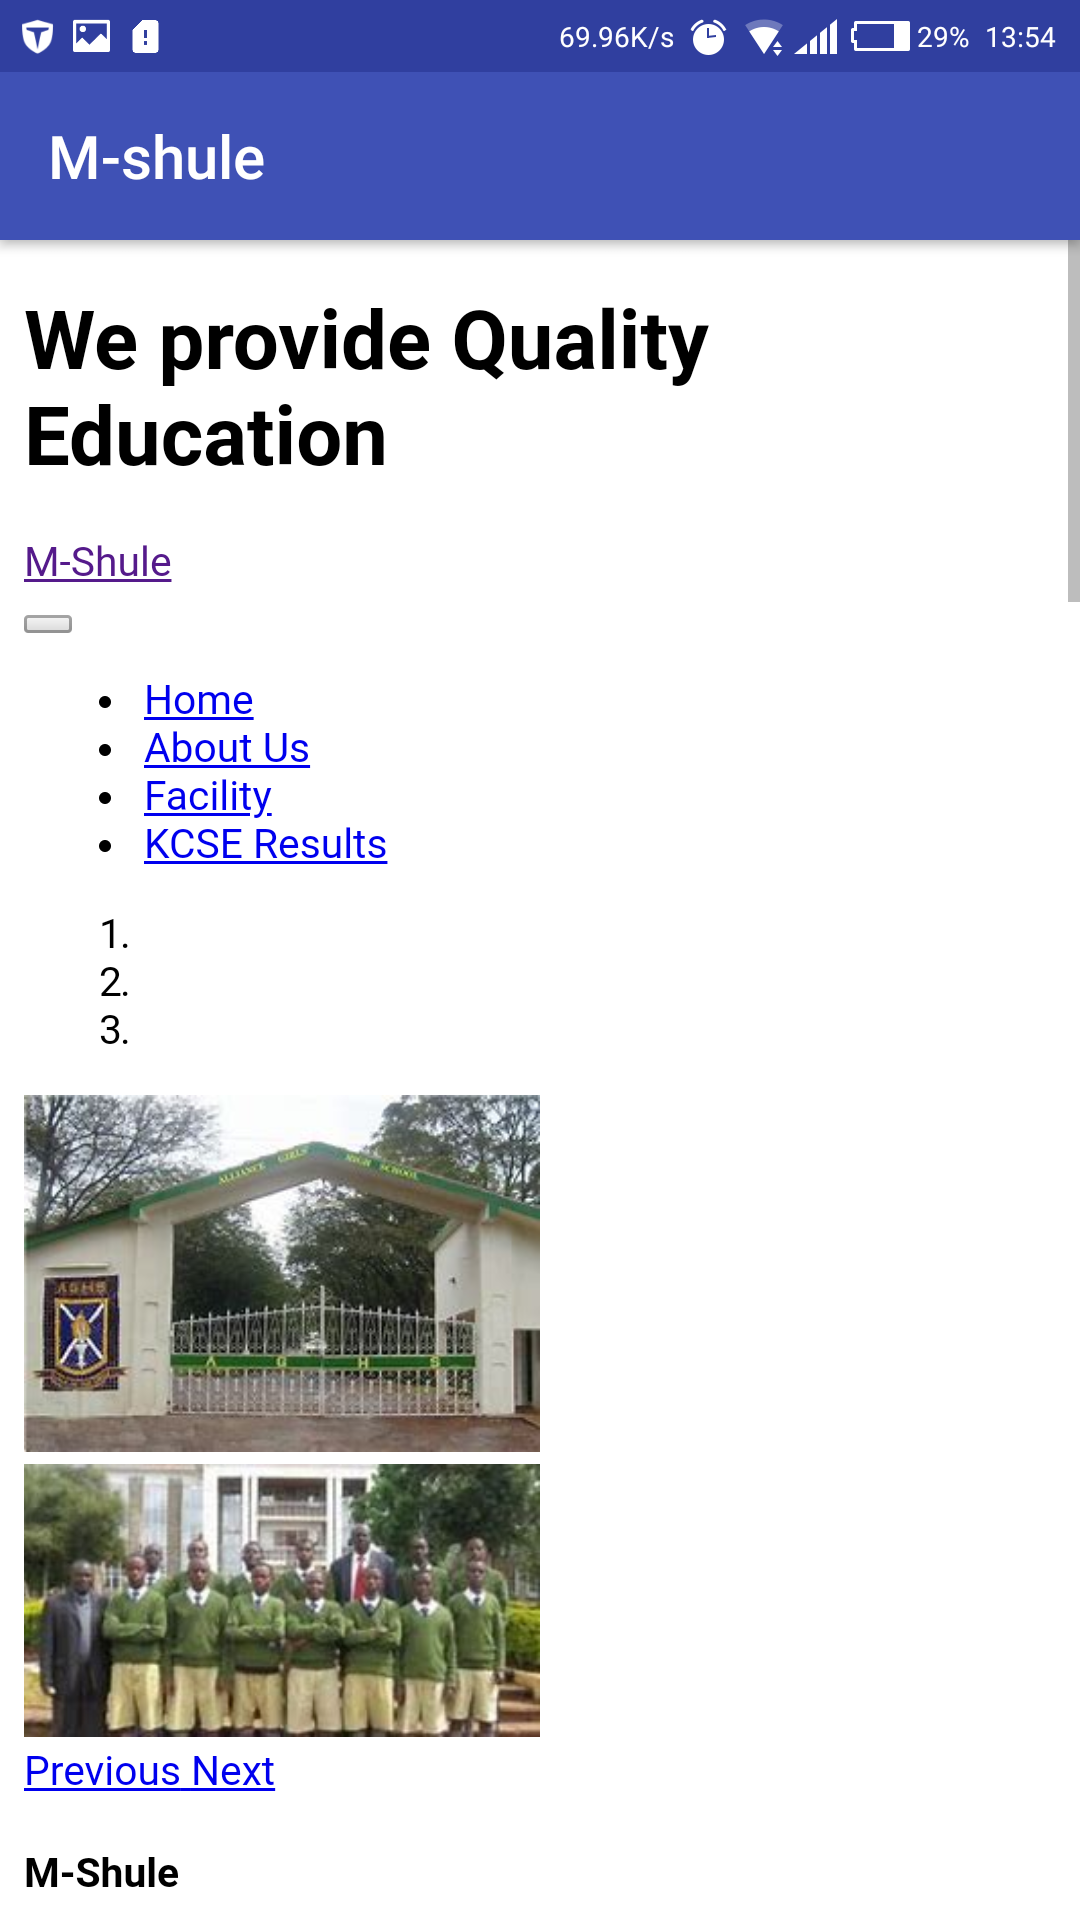 69.96K/s 29% 13:54
M-shule
We provide Quality
Education
M-Shule
• Home
• About Us
• Facility
• KCSE Results
1.
2.
3.
ALLIANCE GIRLS HIGH SCHOOL
AGHS
A G H S
Previous Next
M-Shule